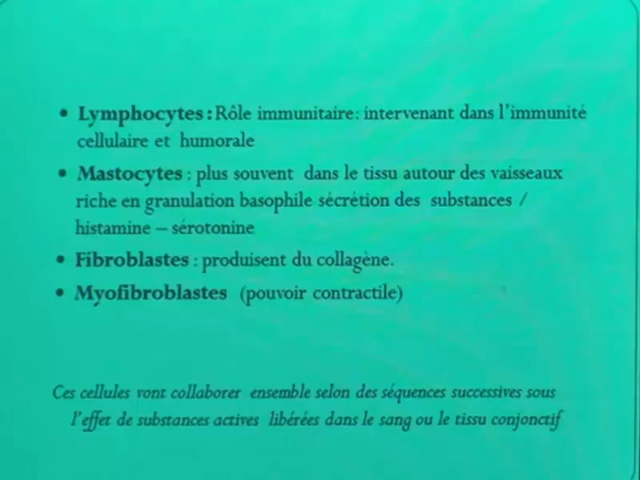 • Lymphocytes : Rôle immunitaire: intervenant dans l'immunité
cellulaire et humorale
• Mastocytes : plus souvent dans le tissu autour des vaisseaux
riche en granulation basophile sécrétion des substances /
histamine – sérotonine
• Fibroblastes : produisent du collagène.
• Myofibroblastes (pouvoir contractile)
Ces cellules vont collaborer ensemble selon des séquences successives sous
l'effet de substances actives libérées dans le sang ou le tissu conjonctif